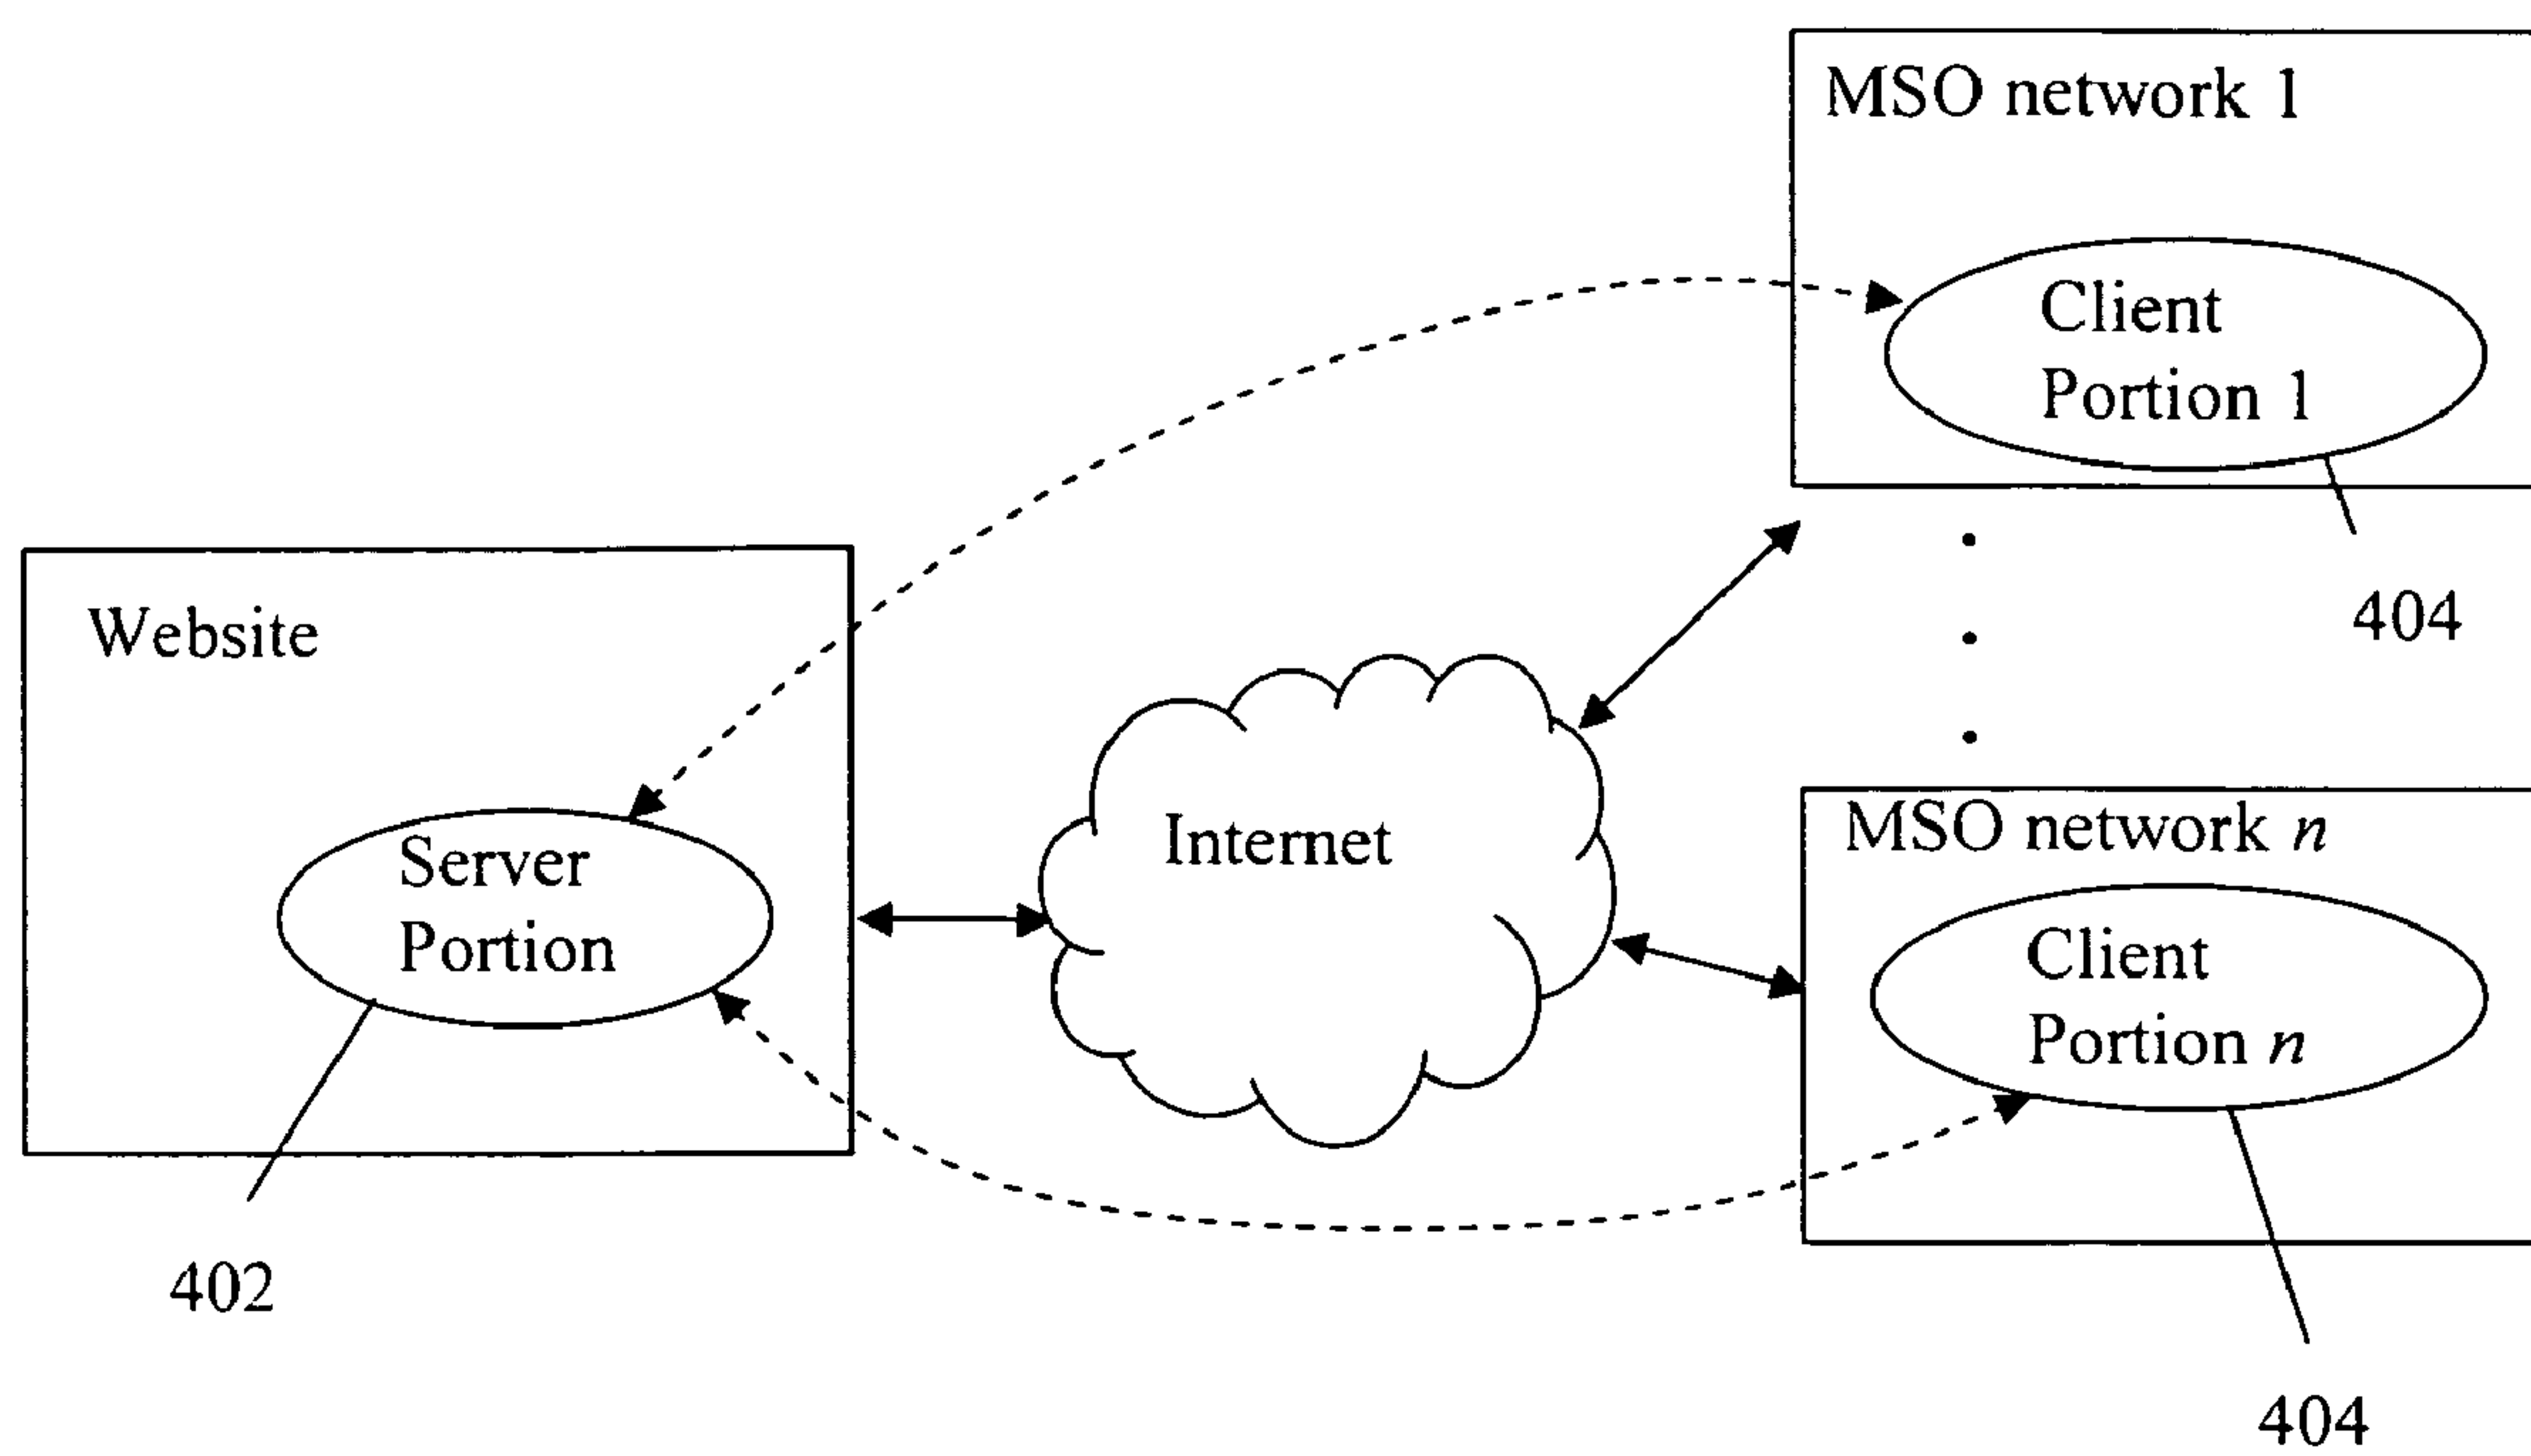 MSO network 1
Client
Portion 1
404
Website
Server
Portion
402
Internet
MSO network n
Client
Portion n
404